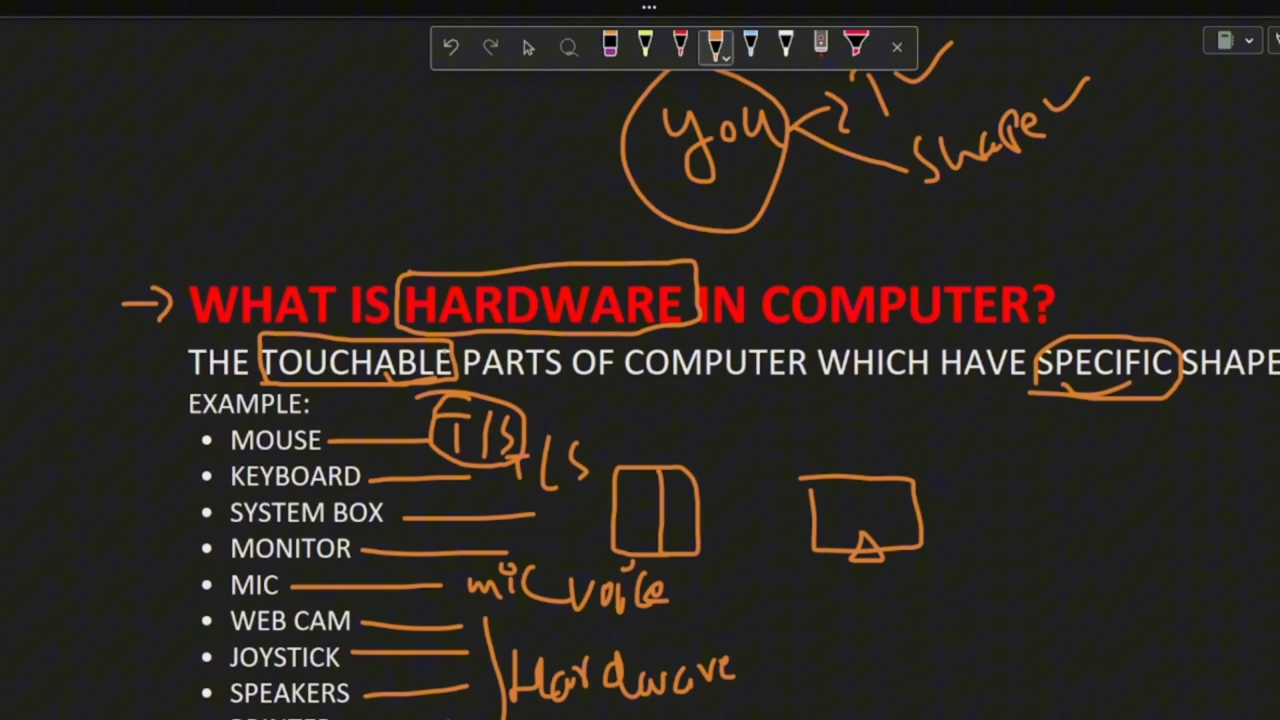 you
T
Shape
WHAT IS HARDWARE IN COMPUTER?
THE TOUCHABLE PARTS OF COMPUTER WHICH HAVE SPECIFIC SHAPE
EXAMPLE:
• MOUSE T/S
• KEYBOARD T/S
• SYSTEM BOX
• MONITOR
• MIC mic voice
• WEB CAM
• JOYSTICK Hardware
• SPEAKERS